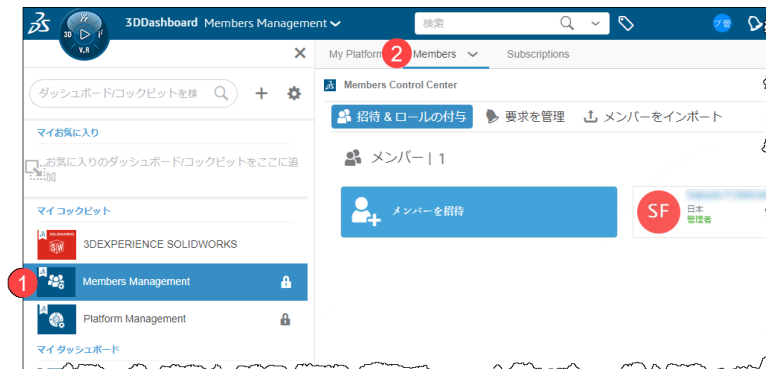 3DDashboard Members Management
検索
3D
V.R
ブ管
My Platform
2
Members
Subscriptions
ダッシュボード/コックピットを検
Members Control Center
招待 & ロールの付与
要求を管理
メンバーをインポート
マイお気に入り
お気に入りのダッシュボード/コックピットをここに追加
メンバー | 1
メンバーを招待
SF
日本
管理者
マイ コックピット
SOLIDWORKS
SW
3DEXPERIENCE SOLIDWORKS
1
Members Management
Platform Management
マイ ダッシュボード